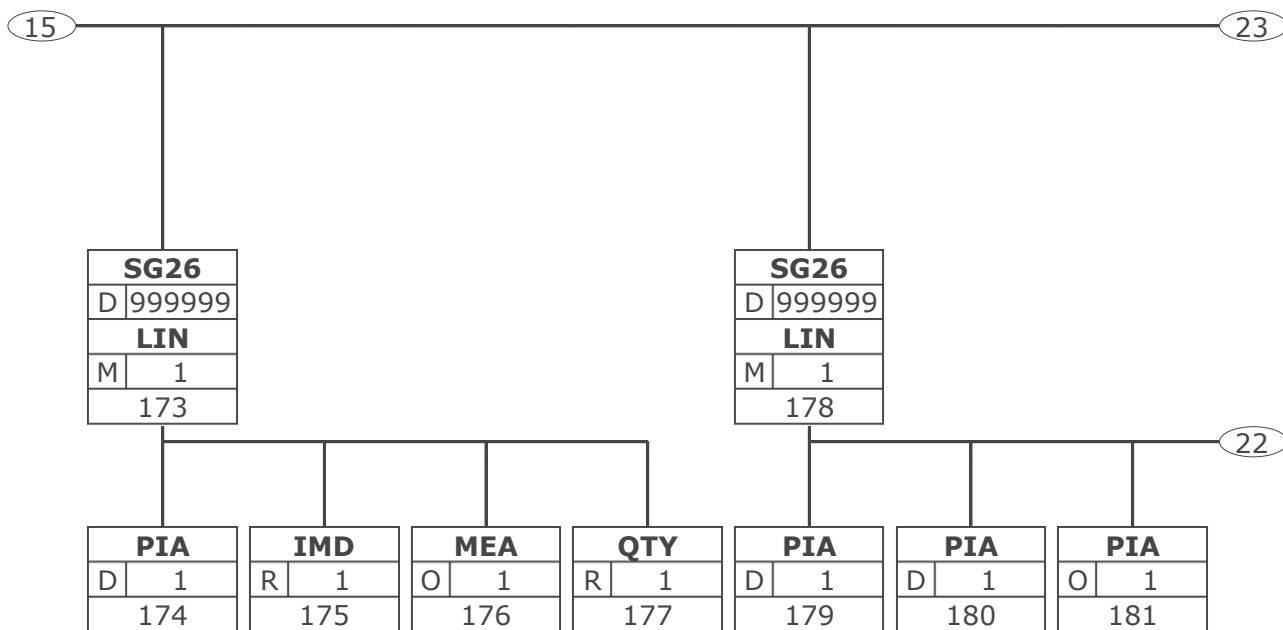 15 23
SG26 SG26
D 999999 D 999999
LIN LIN
M 1 M 1
173 178
22
PIA IMD MEA QTY PIA PIA PIA
D 1 R 1 O 1 R 1 D 1 D 1 O 1
174 175 176 177 179 180 181